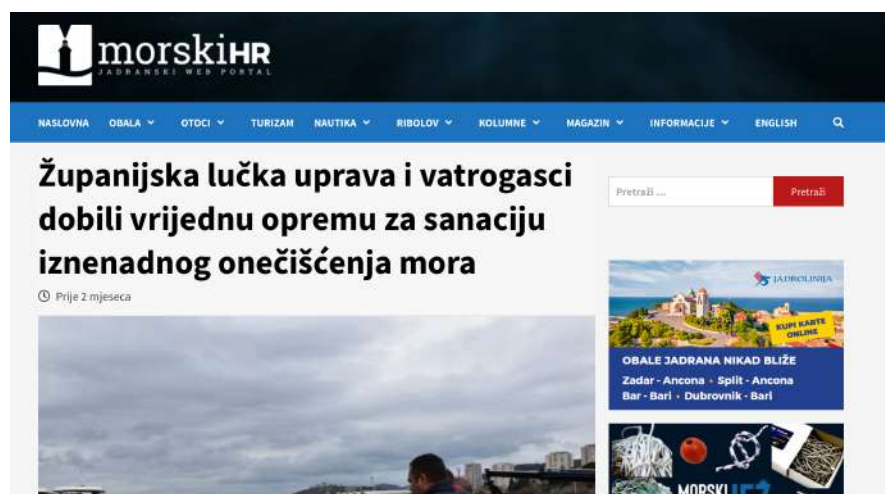 morskiHR
JADRANSKI WEB PORTAL
NASLOVNA OBALA OTOCI TURIZAM NAUTIKA RIBOLOV KOLUMNE MAGAZIN INFORMACIJE ENGLISH
Županijska lučka uprava i vatrogasci
dobili vrijednu opremu za sanaciju
iznenadnog onečišćenja mora
Prije 2 mjeseca
Pretraži ...
Pretraži
JADROLINIJA
KUPI KARTE
ONLINE
OBALE JADRANA NIKAD BLIŽE
Zadar - Ancona • Split - Ancona
Bar - Bari • Dubrovnik - Bari
MORSKI JEŽ